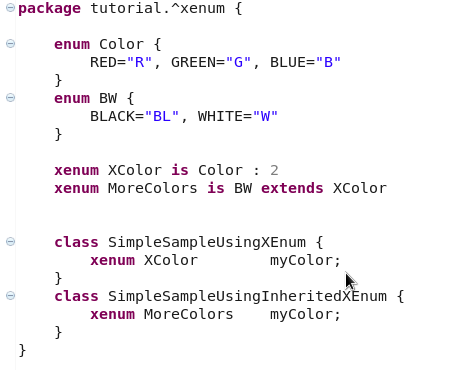 package tutorial.^xenum {
enum Color {
RED="R", GREEN="G", BLUE="B"
}
enum BW {
BLACK="BL", WHITE="W"
}
xenum XColor is Color : 2
xenum MoreColors is BW extends XColor
class SimpleSampleUsingXEnum {
xenum XColor myColor;
}
class SimpleSampleUsingInheritedXEnum {
xenum MoreColors myColor;
}
}